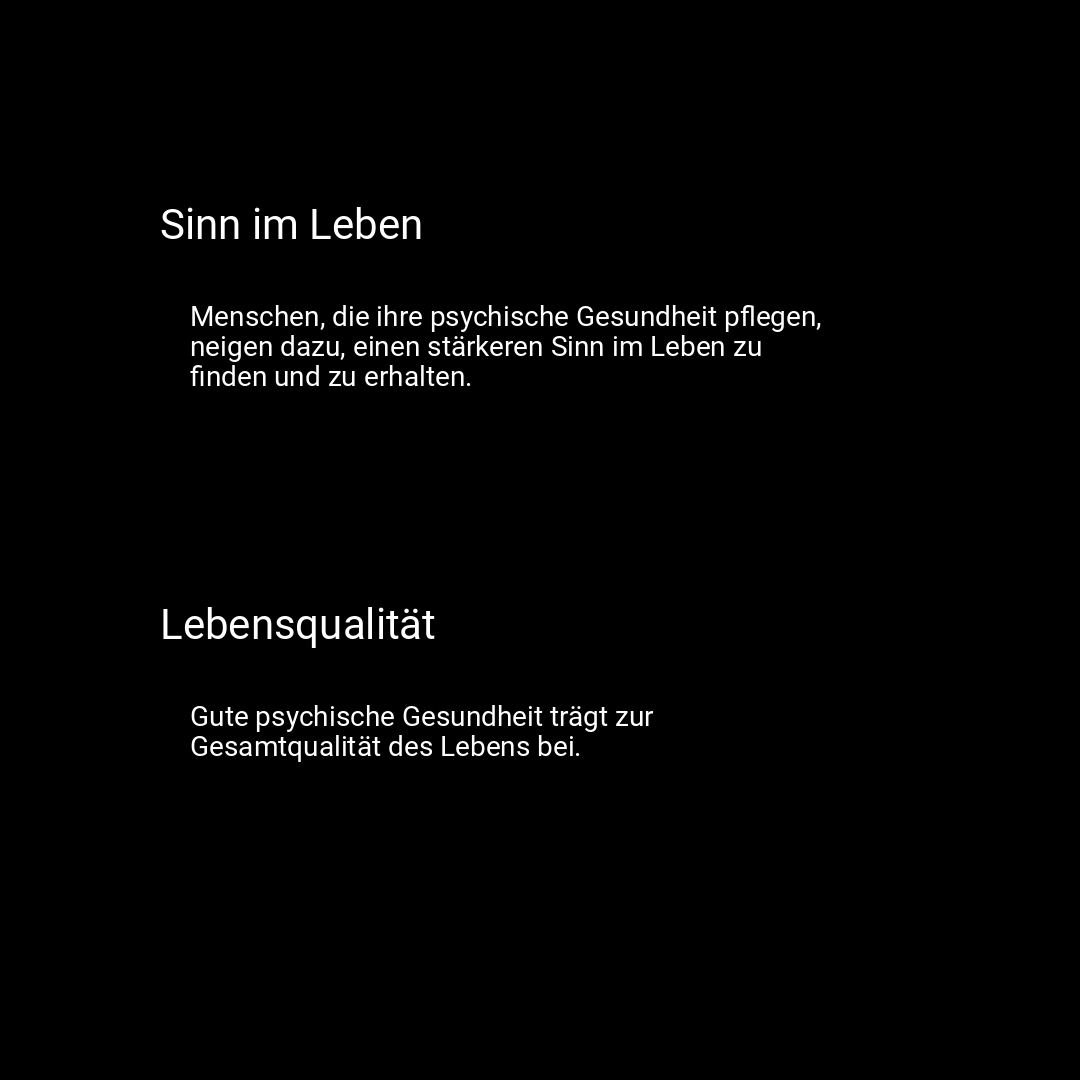 Sinn im Leben
Menschen, die ihre psychische Gesundheit pflegen,
neigen dazu, einen stärkeren Sinn im Leben zu
finden und zu erhalten.
Lebensqualität
Gute psychische Gesundheit trägt zur
Gesamtqualität des Lebens bei.